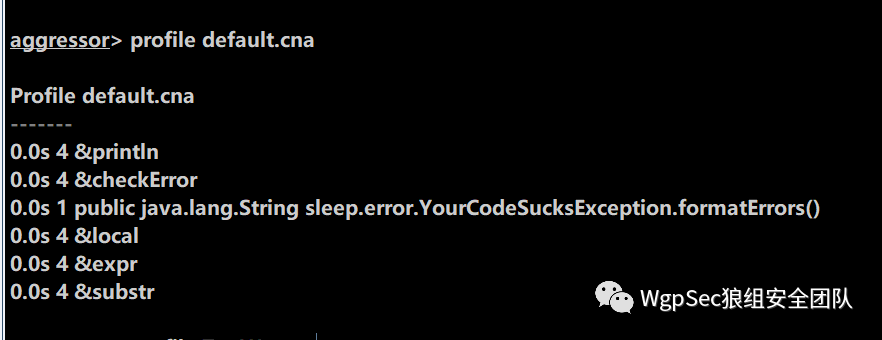 aggressor> profile default.cna
Profile default.cna
-------
0.0s 4 &println
0.0s 4 &checkError
0.0s 1 public java.lang.String sleep.error.YourCodeSucksException.formatErrors()
0.0s 4 &local
0.0s 4 &expr
0.0s 4 &substr
WgpSec狼组安全团队